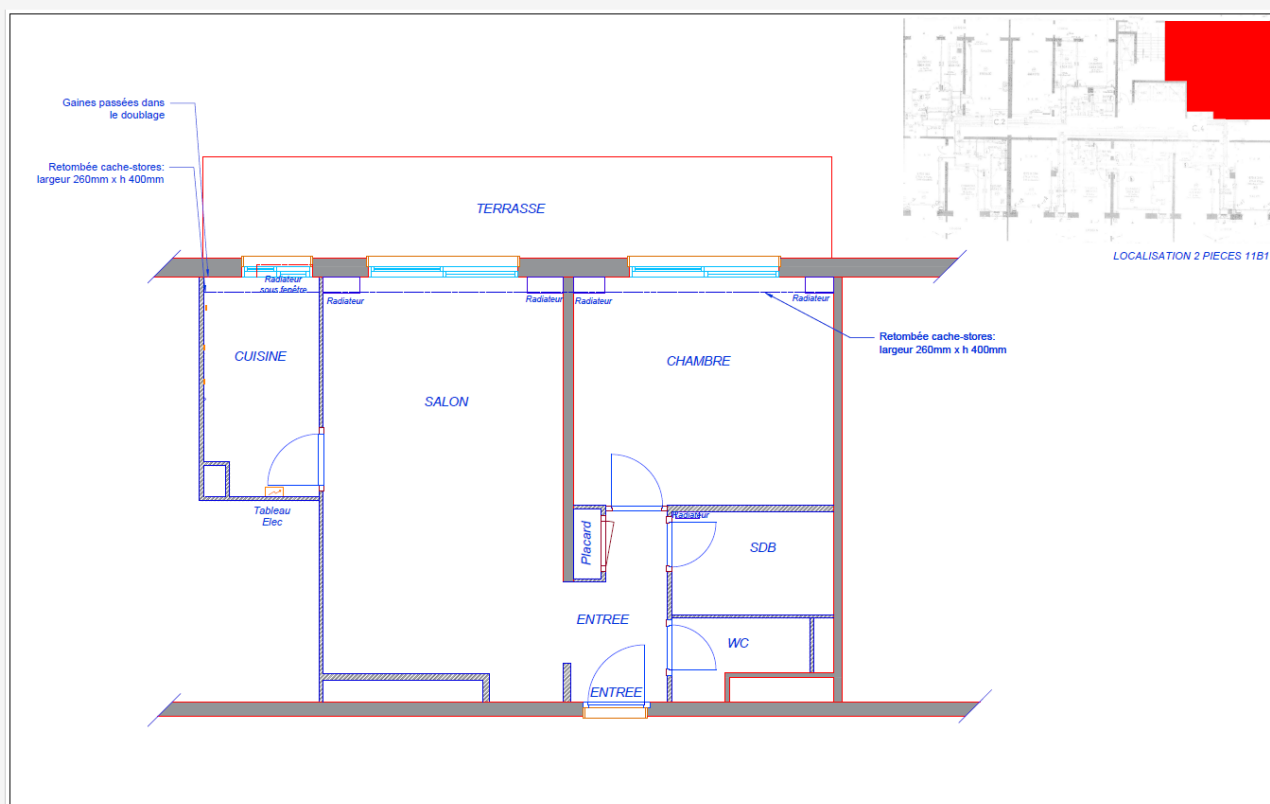 Gaines passées dans
le doublage
Retombée cache-stores:
largeur 260mm x h 400mm
TERRASSE
LOCALISATION 2 PIECES 11B1
Radiateur
sous fenêtre
Radiateur
Radiateur
Radiateur
Radiateur
Retombée cache-stores:
largeur 260mm x h 400mm
CUISINE
CHAMBRE
SALON
Tableau
Elec
Placard
Radiateur
SDB
ENTREE
WC
ENTREE
C.2
C.4